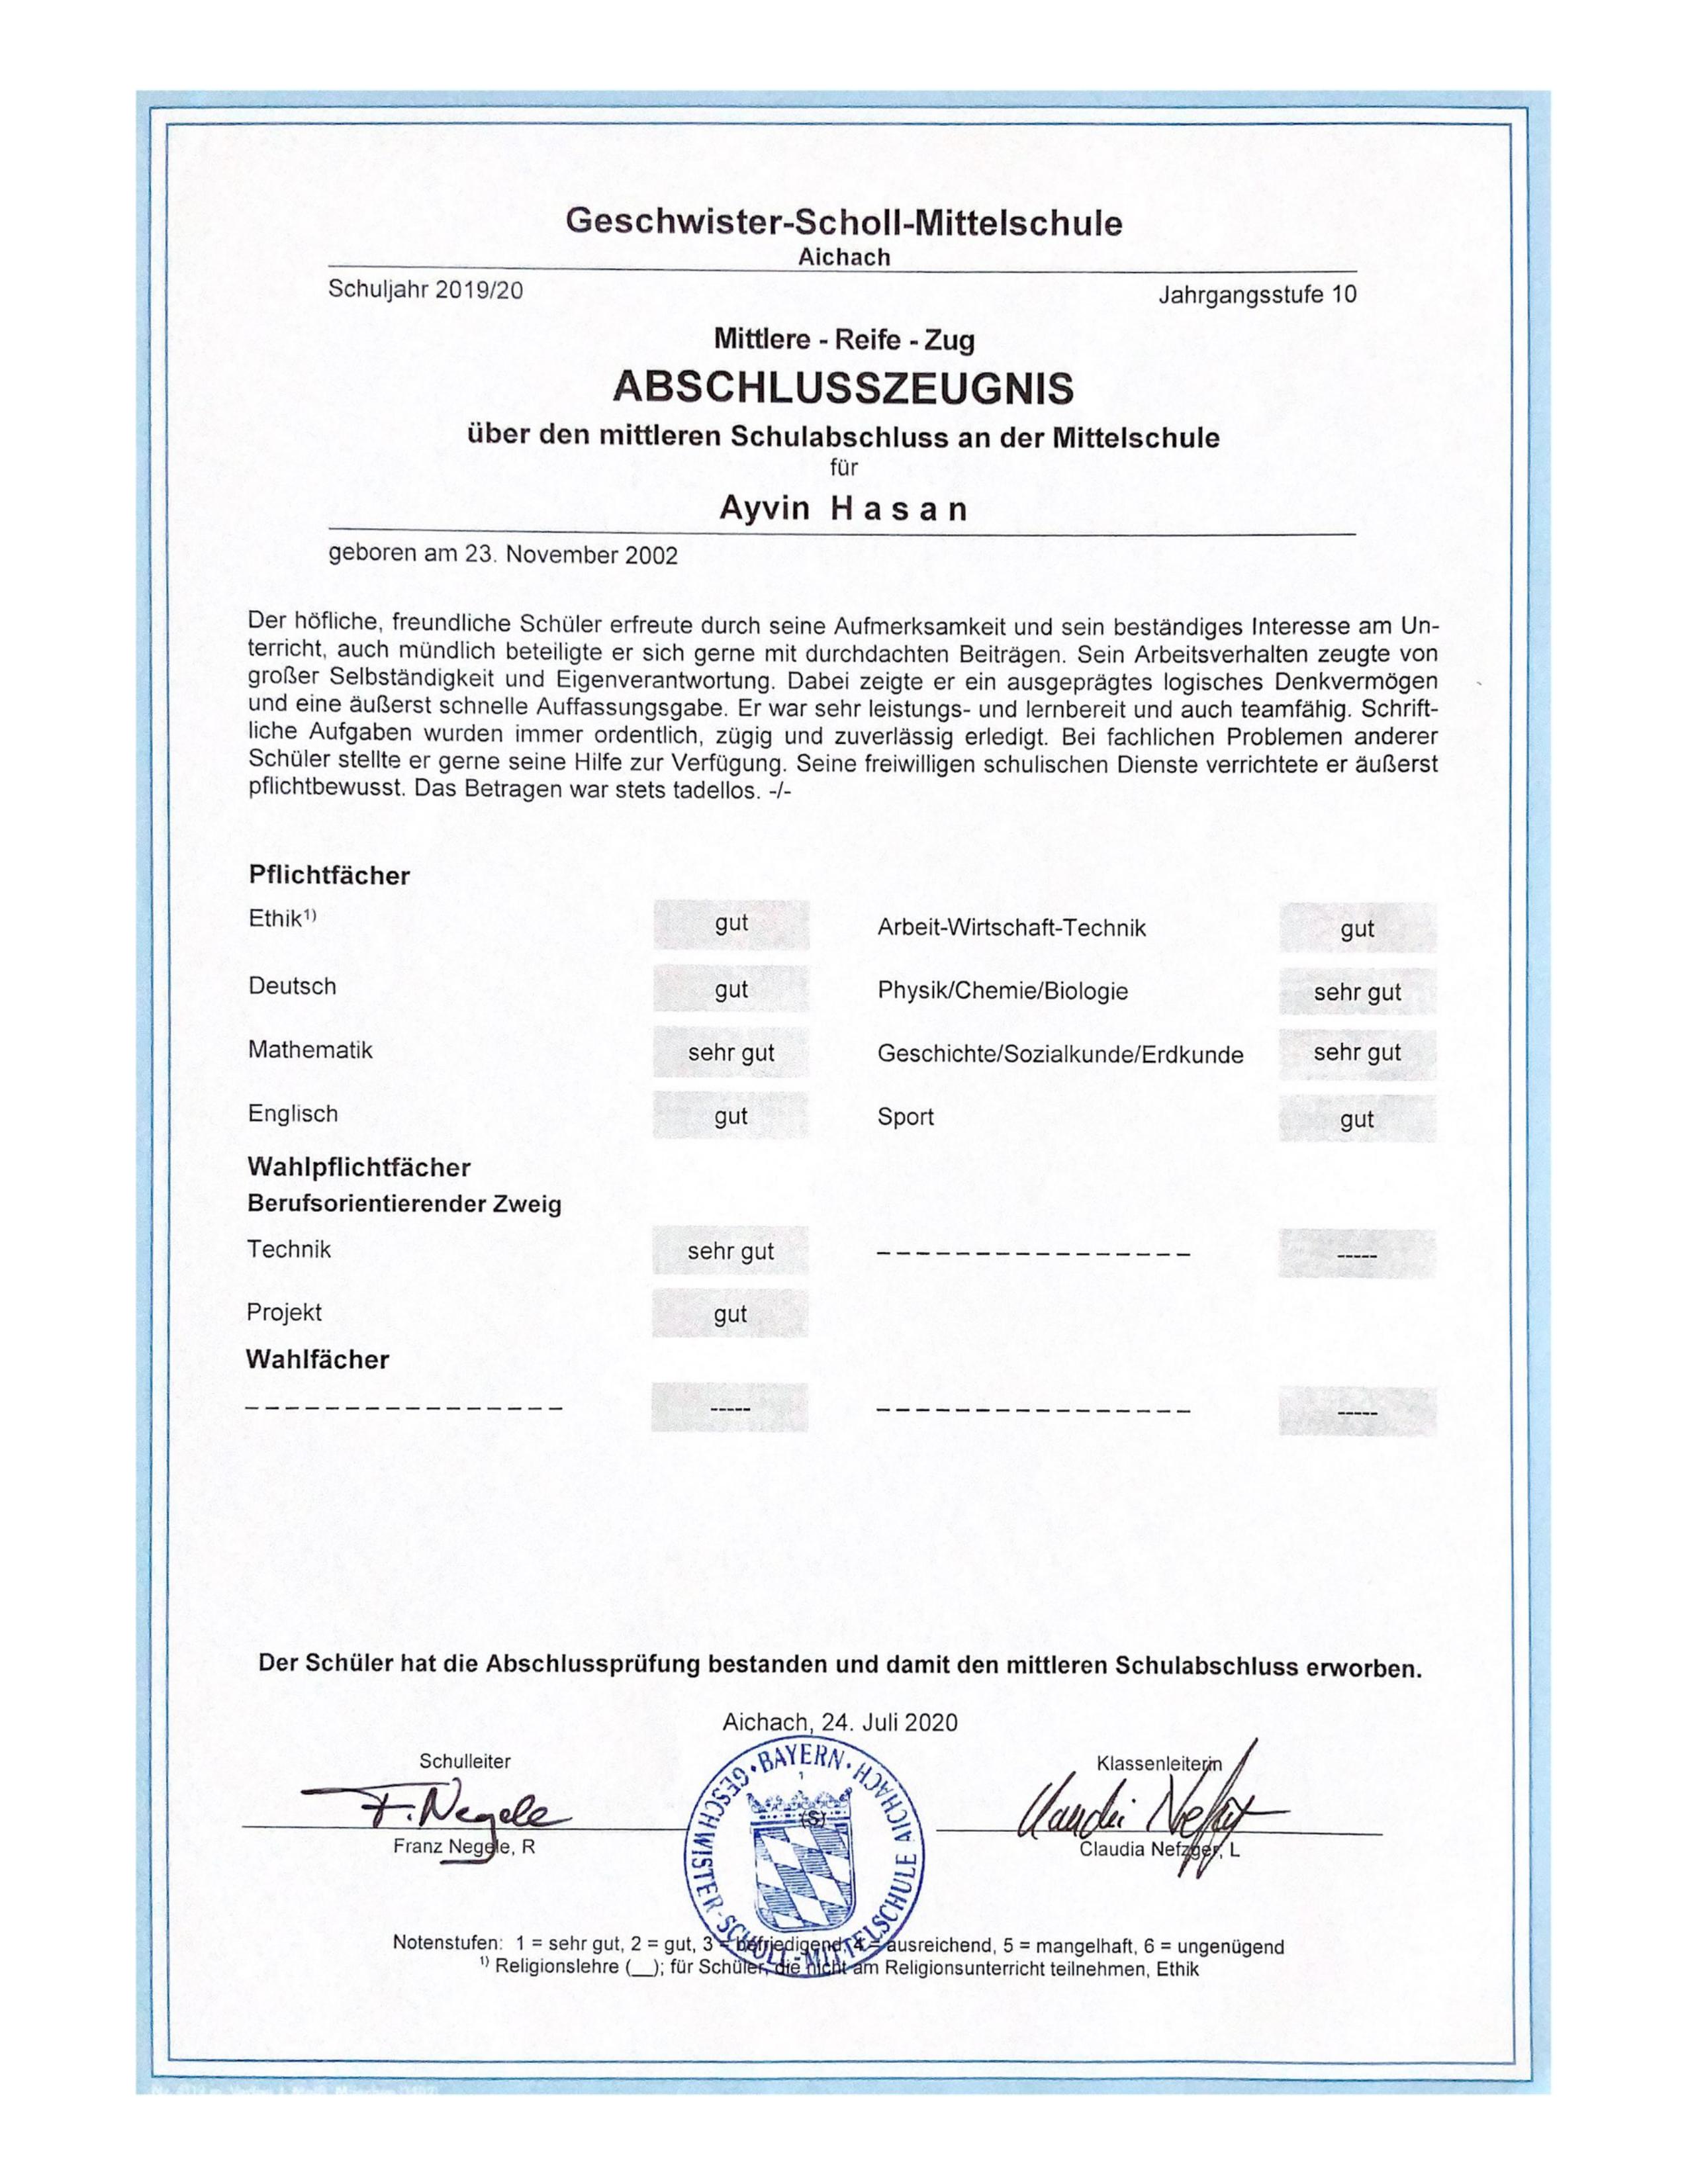 Geschwister-Scholl-Mittelschule
Aichach
Schuljahr 2019/20 Jahrgangsstufe 10
Mittlere - Reife - Zug
ABSCHLUSSZEUGNIS
über den mittleren Schulabschluss an der Mittelschule
für
Ayvin Hasan
geboren am 23. November 2002
Der höfliche, freundliche Schüler erfreute durch seine Aufmerksamkeit und sein beständiges Interesse am Un-
terricht, auch mündlich beteiligte er sich gerne mit durchdachten Beiträgen. Sein Arbeitsverhalten zeugte von
großer Selbständigkeit und Eigenverantwortung. Dabei zeigte er ein ausgeprägtes logisches Denkvermögen
und eine äußerst schnelle Auffassungsgabe. Er war sehr leistungs- und lernbereit und auch teamfähig. Schrift-
liche Aufgaben wurden immer ordentlich, zügig und zuverlässig erledigt. Bei fachlichen Problemen anderer
Schüler stellte er gerne seine Hilfe zur Verfügung. Seine freiwilligen schulischen Dienste verrichtete er äußerst
pflichtbewusst. Das Betragen war stets tadellos. -/-
Pflichtfächer
Ethik¹⁾ gut Arbeit-Wirtschaft-Technik gut
Deutsch gut Physik/Chemie/Biologie sehr gut
Mathematik sehr gut Geschichte/Sozialkunde/Erdkunde sehr gut
Englisch gut Sport gut
Wahlpflichtfächer
Berufsorientierender Zweig
Technik sehr gut ---------------- -----
Projekt gut
Wahlfächer
---------------- ----- ---------------- -----
Der Schüler hat die Abschlussprüfung bestanden und damit den mittleren Schulabschluss erworben.
Aichach, 24. Juli 2020
Schulleiter Klassenleiterin
F. Negele Claudia Nefzger
Franz Negele, R Claudia Nefzger, L
BAYERN · GESCHWISTER-SCHOLL-MITTELSCHULE AICHACH ·
1
(S)
Notenstufen: 1 = sehr gut, 2 = gut, 3 = befriedigend, 4 = ausreichend, 5 = mangelhaft, 6 = ungenügend
¹⁾ Religionslehre (__); für Schüler, die nicht am Religionsunterricht teilnehmen, Ethik